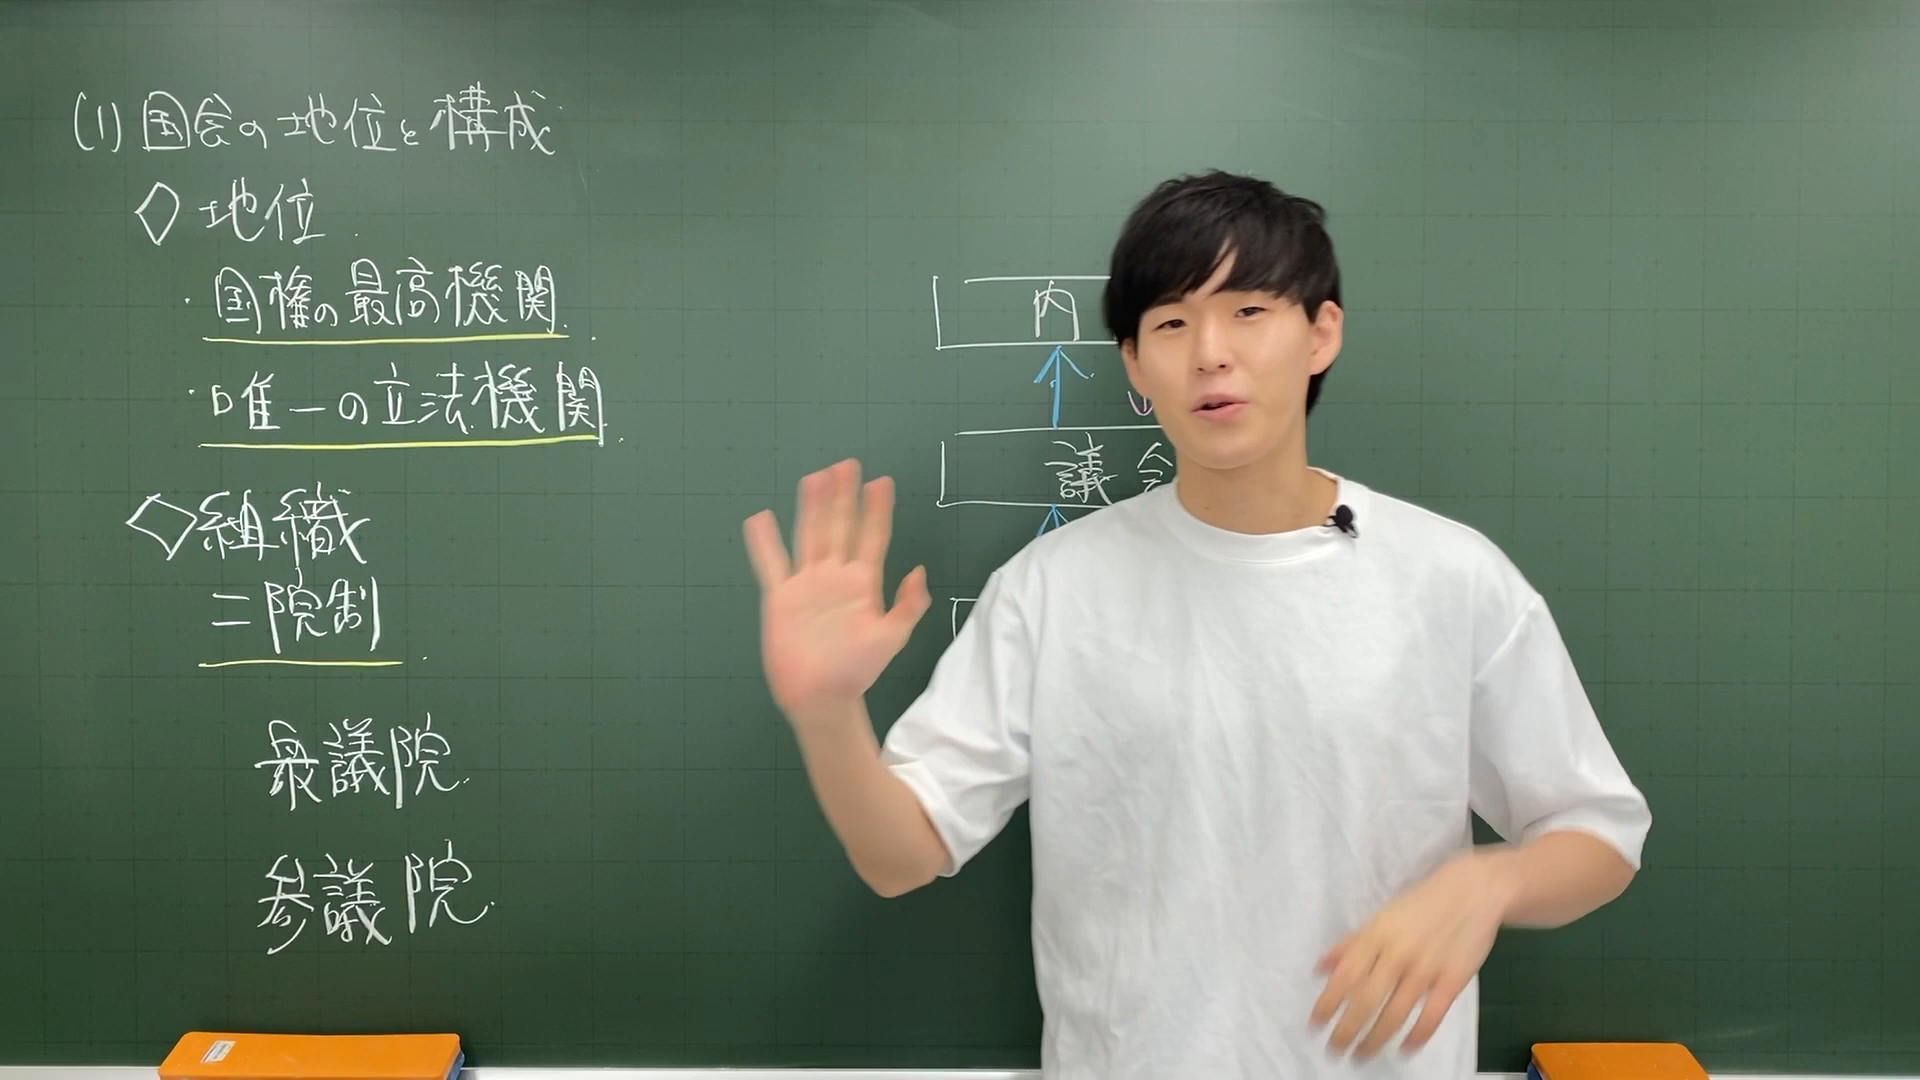 (1)国会の地位と構成
◇地位
・国権の最高機関
・唯一の立法機関
◇組織
二院制
衆議院
参議院
内
議会